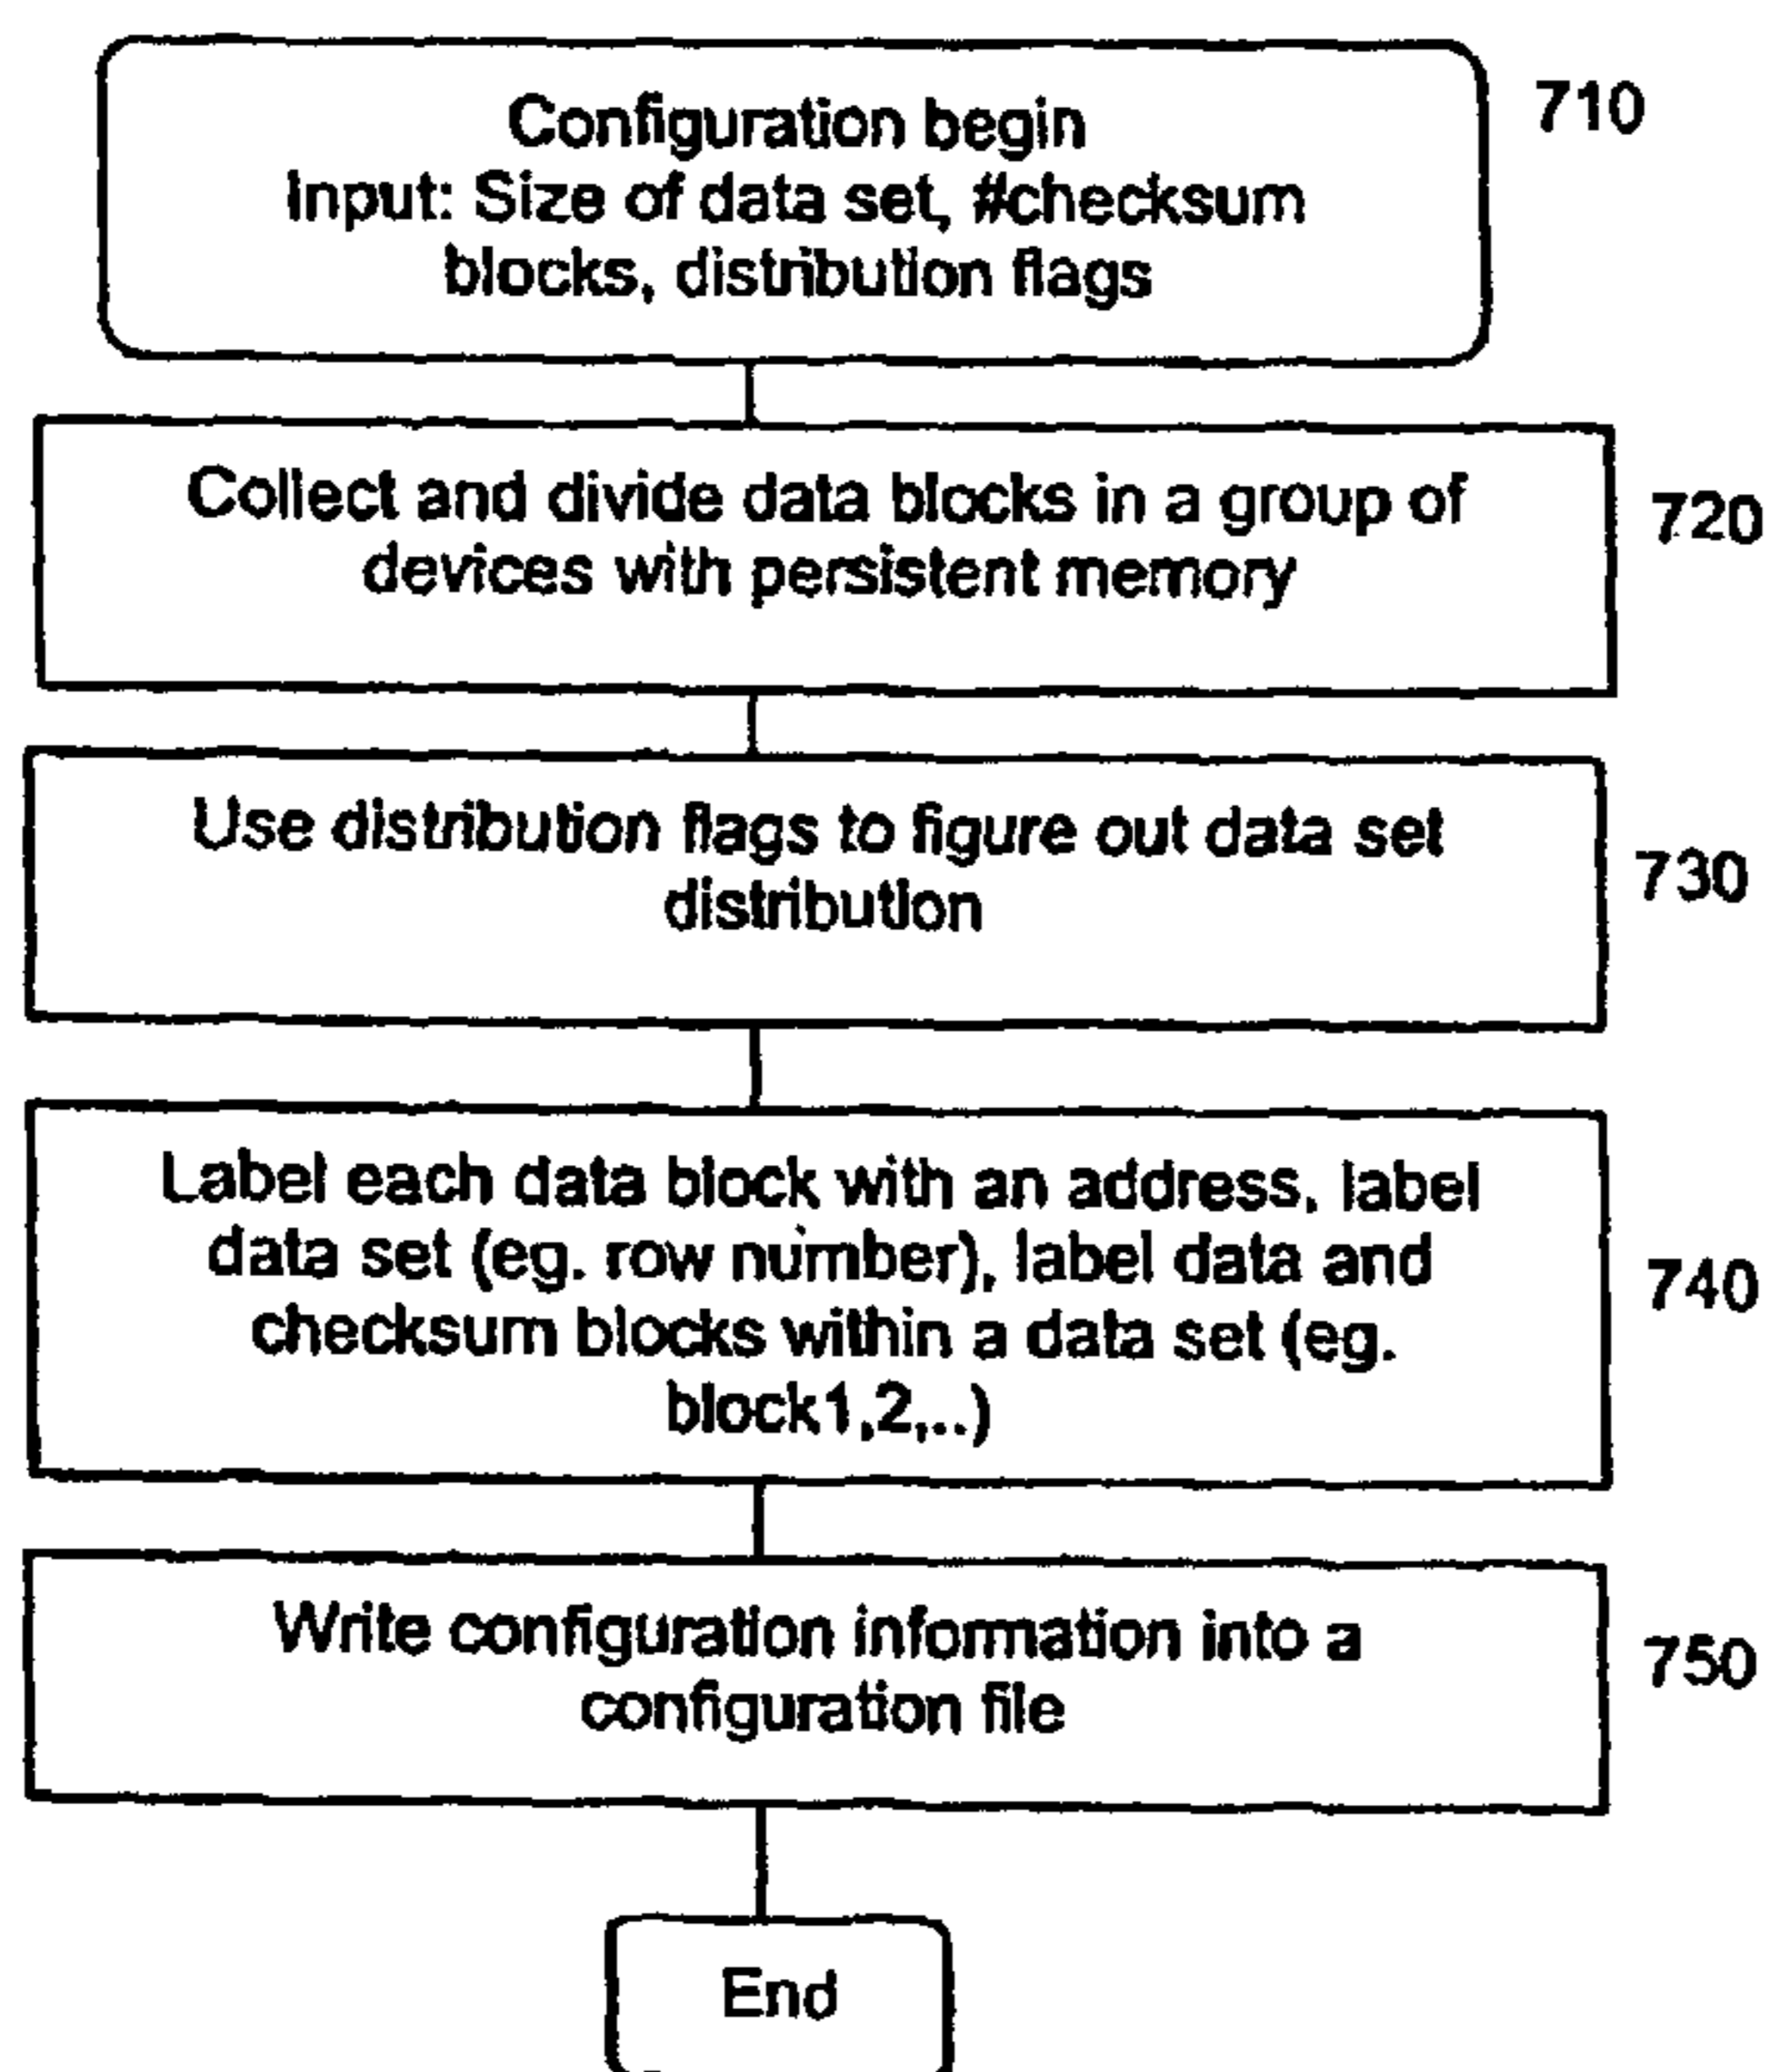 Configuration begin
Input: Size of data set, #checksum
blocks, distribution flags
710
Collect and divide data blocks in a group of
devices with persistent memory
720
Use distribution flags to figure out data set
distribution
730
Label each data block with an address, label
data set (eg. row number), label data and
checksum blocks within a data set (eg.
block1,2,..)
740
Write configuration information into a
configuration file
750
End